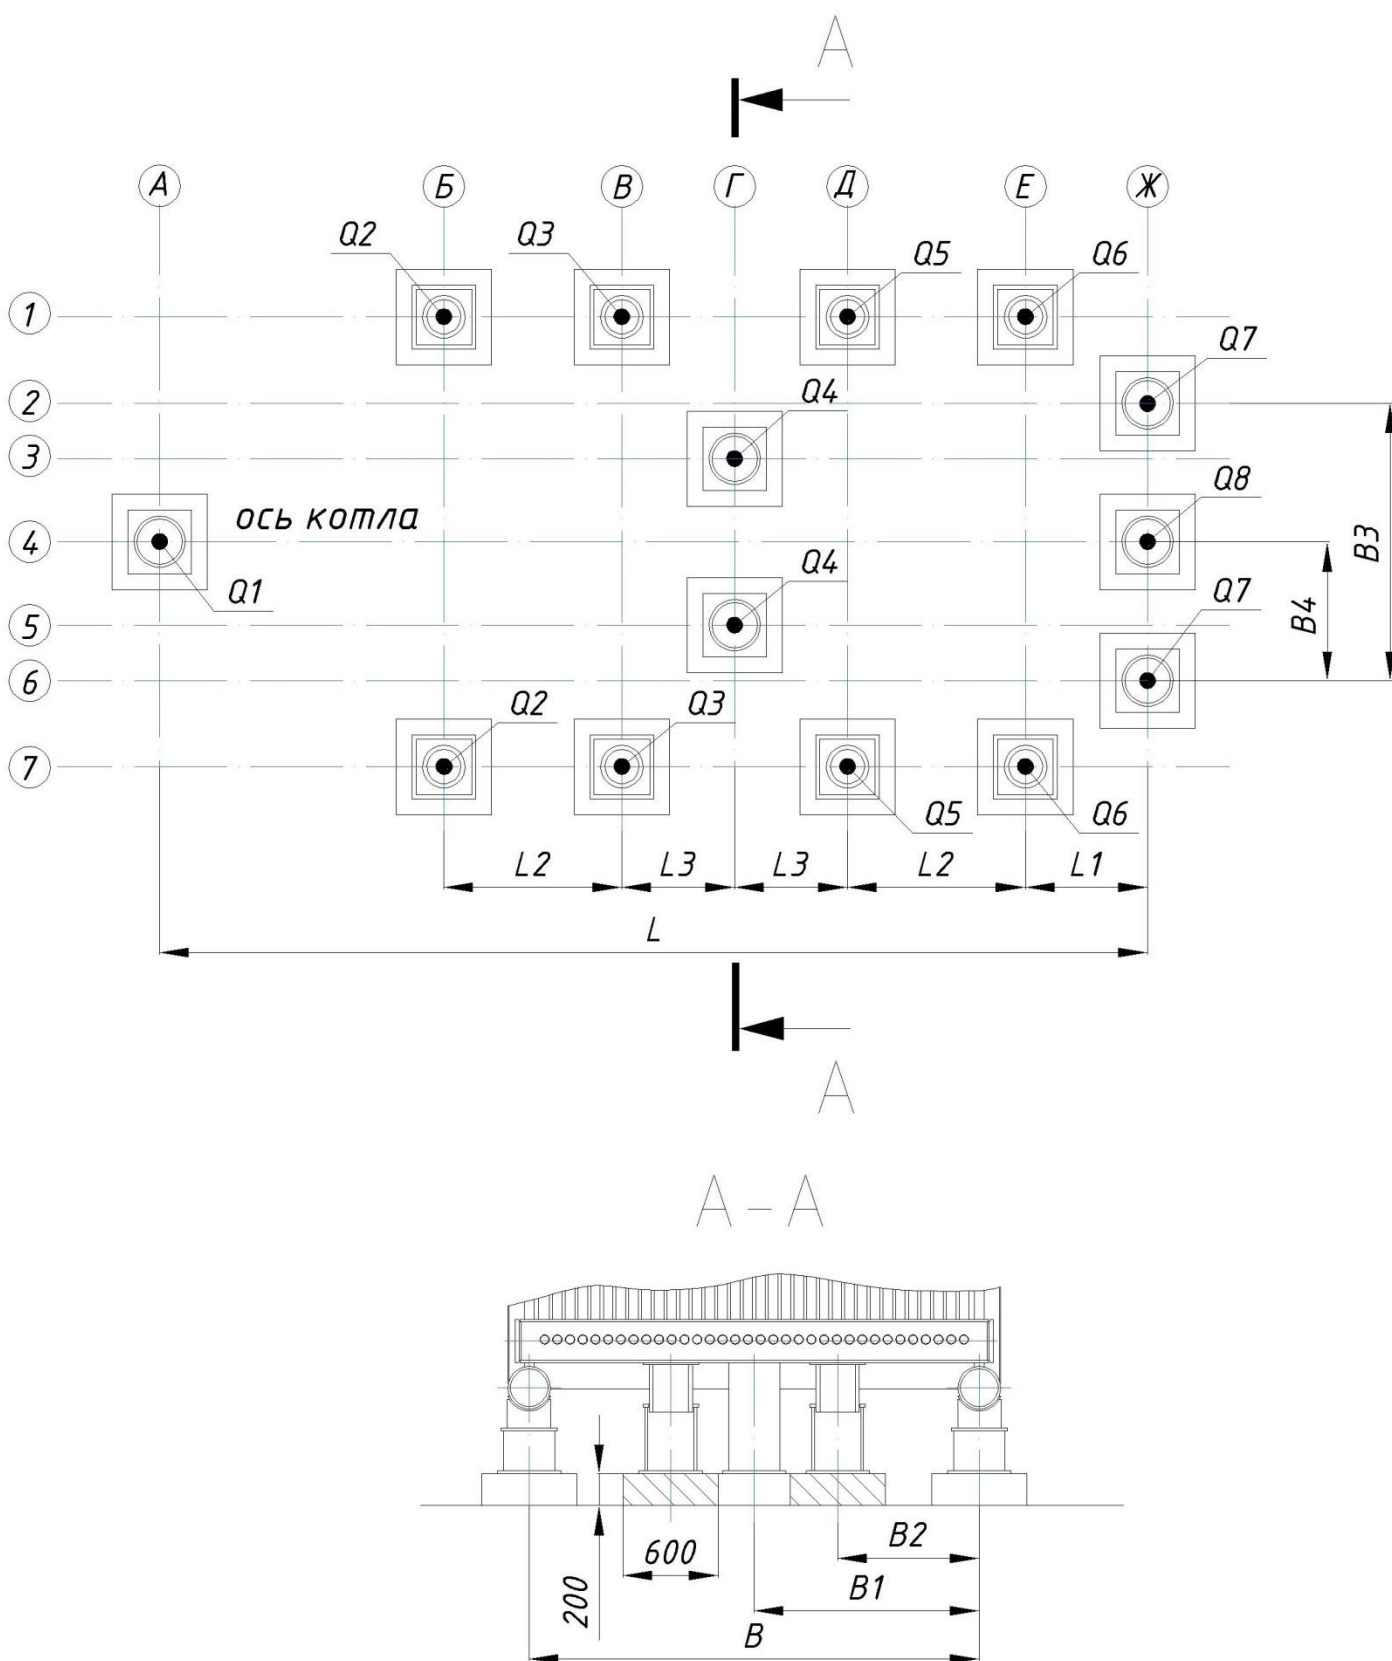 А
А Б В Г Д Е Ж
Q2 Q3 Q5 Q6
1
Q7
2
Q4
3
Q8
ось котла
4
Q4
Q1
Q7
B3
B4
5
6
Q2 Q3
7
Q5 Q6
L2 L3 L3 L2 L1
L
А
А - А
B2
600
B1
200
B